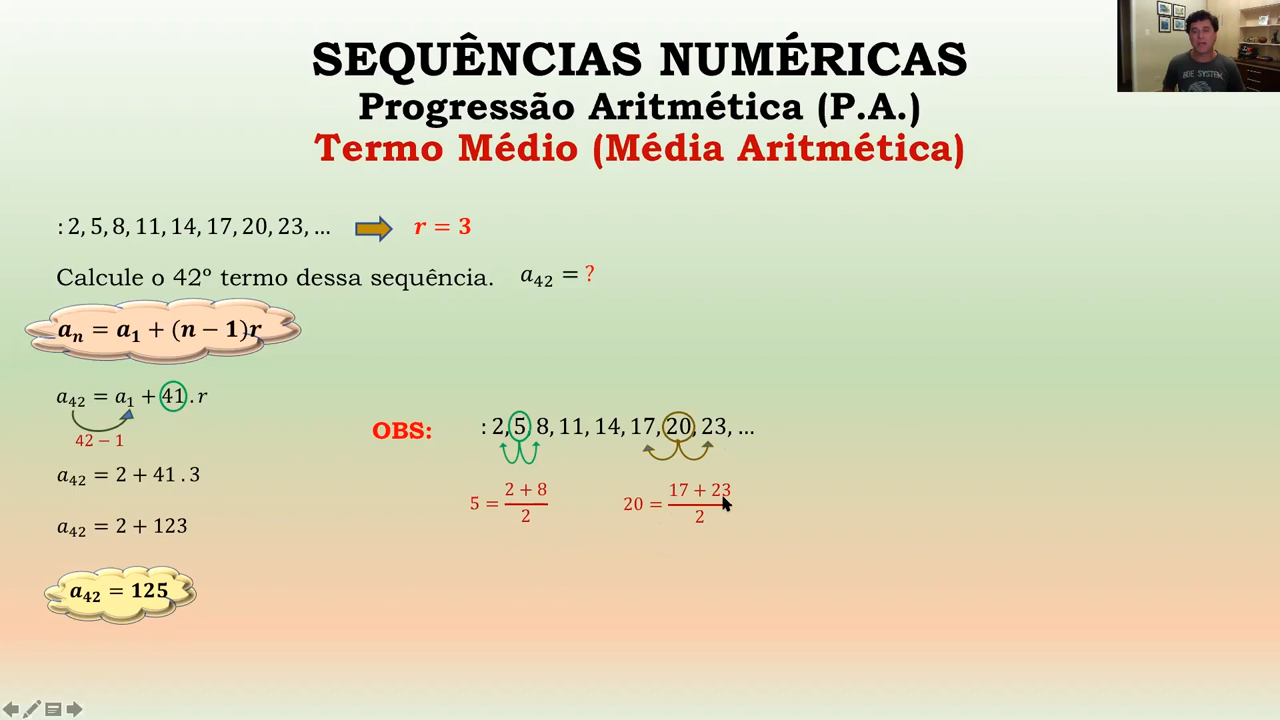 SEQUÊNCIAS NUMÉRICAS
Progressão Aritmética (P.A.)
Termo Médio (Média Aritmética)
: 2, 5, 8, 11, 14, 17, 20, 23, ... r = 3
Calcule o 42º termo dessa sequência. a₄₂ = ?
aₙ = a₁ + (n − 1)r
a₄₂ = a₁ + 41 . r
42 − 1
OBS: : 2, 5, 8, 11, 14, 17, 20, 23, ...
a₄₂ = 2 + 41 . 3
5 = (2 + 8)/2 20 = (17 + 23)/2
a₄₂ = 2 + 123
a₄₂ = 125
BDE SYSTEM